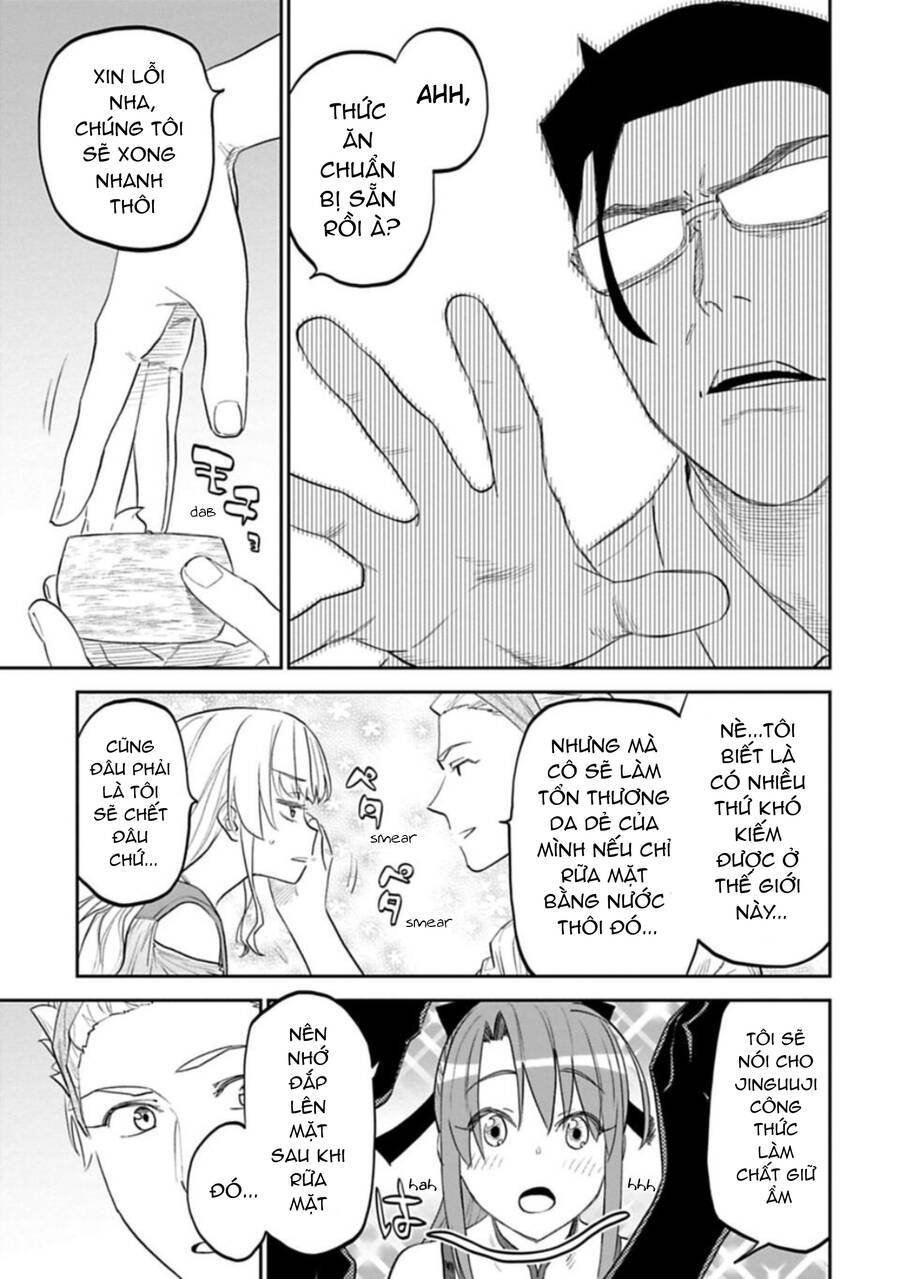 AHH,
THỨC
ĂN
CHUẨN
BỊ SẴN
RỒI À?
XIN LỖI
NHA,
CHÚNG TÔI
SẼ XONG
NHANH
THÔI
モチョ
dab
NÈ...TÔI
BIẾT LÀ
CÓ NHIỀU
THỨ KHÓ
KIẾM
ĐƯỢC Ở
THẾ GIỚI
NÀY...
NHƯNG MÀ
CÔ SẼ LÀM
TỔN THƯƠNG
DA DẺ CỦA
MÌNH NẾU CHỈ
RỮA MẶT
BẰNG NƯỚC
THÔI ĐÓ...
ペタ
smear
ペタ
smear
CŨNG
ĐÂU PHẢI
LÀ TÔI
SẼ CHẾT
ĐÂU
CHỨ...
TÔI SẼ
NÓI CHO
JINGUUJI
CÔNG
THỨC
LÀM
CHẤT GIỮ
ẨM
hhh
hah
は
NÊN
NHỚ
ĐẮP
LÊN
MẶT
SAU KHI
RỮA
MẶT
ĐÓ...